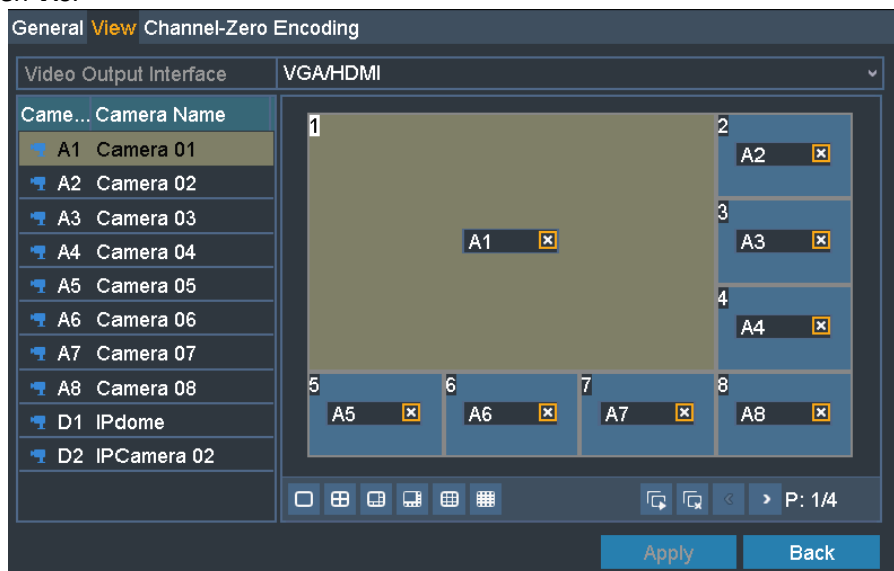 General View Channel-Zero Encoding
Video Output Interface VGA/HDMI
Came... Camera Name
A1 Camera 01
A2 Camera 02
A3 Camera 03
A4 Camera 04
A5 Camera 05
A6 Camera 06
A7 Camera 07
A8 Camera 08
D1 IPdome
D2 IPCamera 02
1
A1
2
A2
3
A3
4
A4
5
A5
6
A6
7
A7
8
A8
P: 1/4
Apply Back